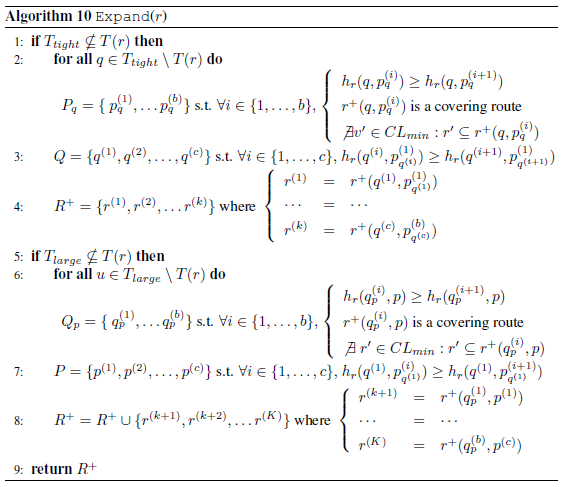 Algorithm 10 Expand(r)
1: if T_tight ⊈ T(r) then
2: for all q ∈ T_tight \ T(r) do
P_q = { p_q^(1), … p_q^(b)} s.t. ∀i ∈ {1, …, b}, { h_r(q, p_q^(i)) ≥ h_r(q, p_q^(i+1))
r^+(q, p_q^(i)) is a covering route
∄v′ ∈ CL_min : r′ ⊆ r^+(q, p_q^(i))
3: Q = {q^(1), q^(2), …, q^(c)} s.t. ∀i ∈ {1, …, c}, h_r(q^(i), p_{q^(i)}^(1)) ≥ h_r(q^(i+1), p_{q^(i+1)}^(1))
4: R^+ = {r^(1), r^(2), … r^(k)} where { r^(1) = r^+(q^(1), p_{q^(1)}^(1))
⋯ = ⋯
r^(k) = r^+(q^(c), p_{q^(c)}^(b))
5: if T_large ⊈ T(r) then
6: for all u ∈ T_large \ T(r) do
Q_p = { q_p^(1), … q_p^(b)} s.t. ∀i ∈ {1, …, b}, { h_r(q_p^(i), p) ≥ h_r(q_p^(i+1), p)
r^+(q_p^(i), p) is a covering route
∄ r′ ∈ CL_min : r′ ⊆ r^+(q_p^(i), p)
7: P = {p^(1), p^(2), …, p^(c)} s.t. ∀i ∈ {1, …, c}, h_r(q^(1), p_{q^(1)}^(i)) ≥ h_r(q^(1), p_{q^(1)}^(i+1))
8: R^+ = R^+ ∪ {r^(k+1), r^(k+2), … r^(K)} where { r^(k+1) = r^+(q_p^(1), p^(1))
⋯ = ⋯
r^(K) = r^+(q_p^(b), p^(c))
9: return R^+